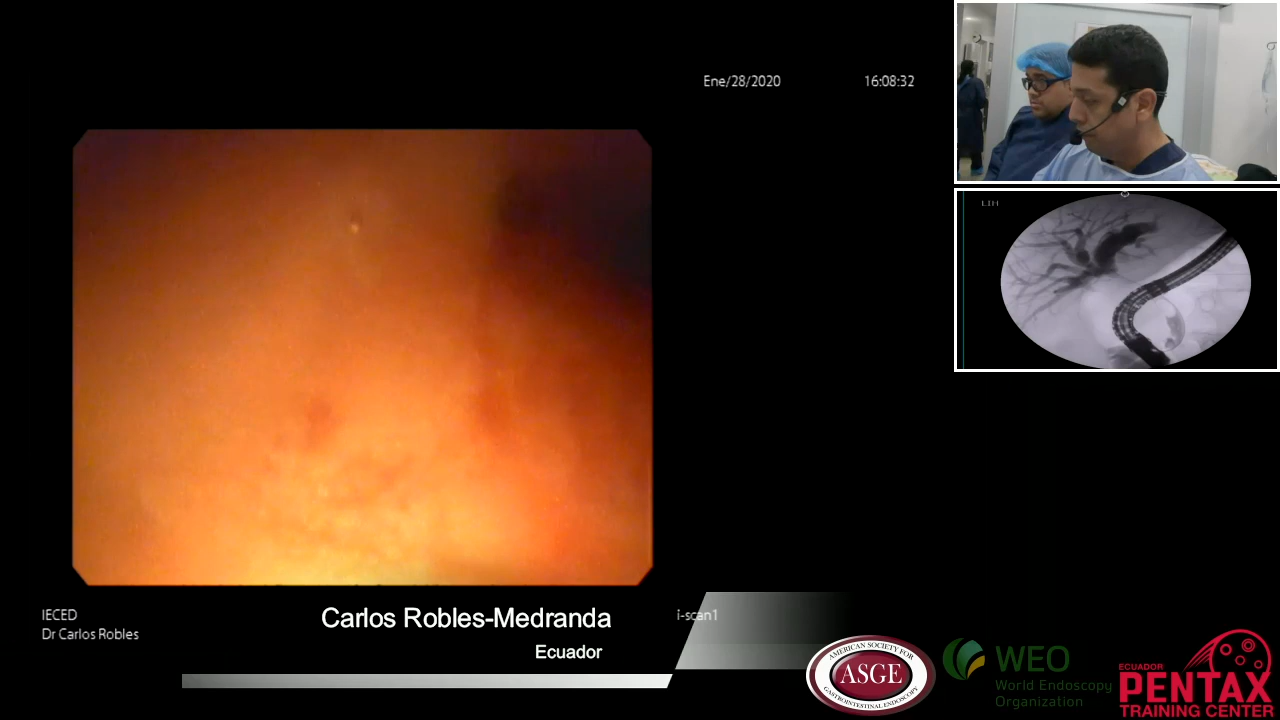 Ene/28/2020 16:08:32
LIH
IECED
Dr Carlos Robles
Carlos Robles-Medranda
Ecuador
i-scan1
AMERICAN SOCIETY FOR
ASGE
GASTROINTESTINAL ENDOSCOPY
WEO
World Endoscopy
Organization
ECUADOR
PENTAX
TRAINING CENTER